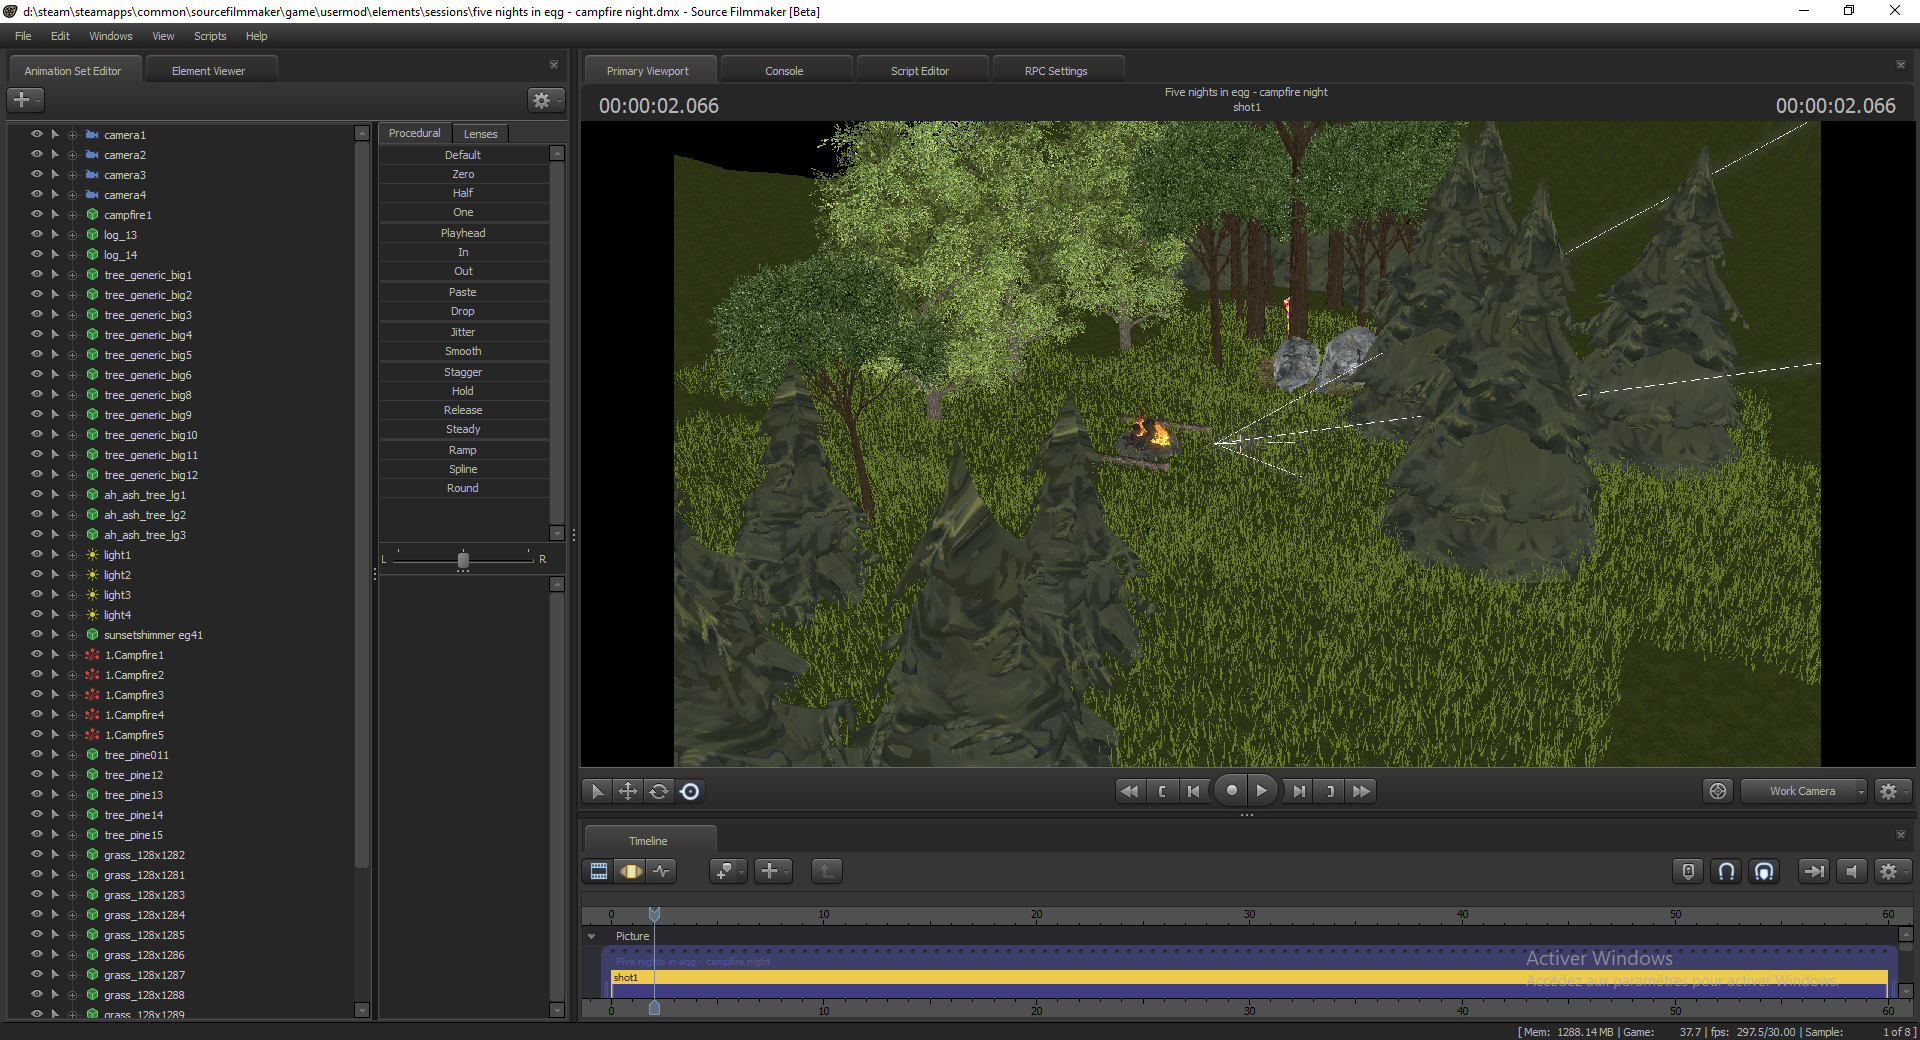 d:\steam\steamapps\common\sourcefilmmaker\game\usermod\elements\sessions\five nights in eqg - campfire night.dmx - Source Filmmaker [Beta]
File Edit Windows View Scripts Help
Animation Set Editor Element Viewer
Primary Viewport Console Script Editor RPC Settings
00:00:02.066
Five nights in eqg - campfire night
shot1
00:00:02.066
camera1
camera2
camera3
camera4
campfire1
log_13
log_14
tree_generic_big1
tree_generic_big2
tree_generic_big3
tree_generic_big4
tree_generic_big5
tree_generic_big6
tree_generic_big8
tree_generic_big9
tree_generic_big10
tree_generic_big11
tree_generic_big12
ah_ash_tree_lg1
ah_ash_tree_lg2
ah_ash_tree_lg3
light1
light2
light3
light4
sunsetshimmer eg41
1.Campfire1
1.Campfire2
1.Campfire3
1.Campfire4
1.Campfire5
tree_pine011
tree_pine12
tree_pine13
tree_pine14
tree_pine15
grass_128x1282
grass_128x1281
grass_128x1283
grass_128x1284
grass_128x1285
grass_128x1286
grass_128x1287
grass_128x1288
grass_128x1289
Procedural Lenses
Default
Zero
Half
One
Playhead
In
Out
Paste
Drop
Jitter
Smooth
Stagger
Hold
Release
Steady
Ramp
Spline
Round
L R
Work Camera
Timeline
0 10 20 30 40 50 60
Picture
Five nights in eqg - campfire night
shot1
Activer Windows
Accédez aux paramètres pour activer Windows.
0 10 20 30 40 50 60
[ Mem: 1288.14 MB | Game: 37.7 | fps: 297.5/30.00 | Sample: 1 of 8 ]